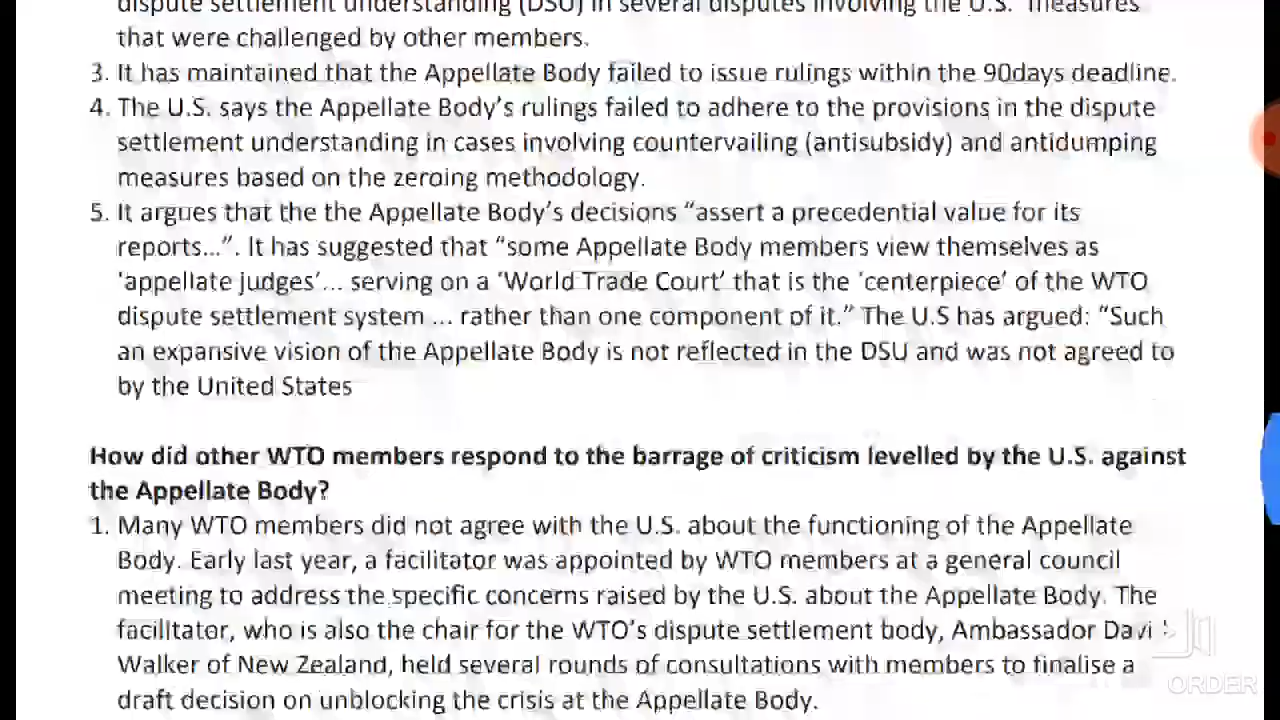 dispute settlement understanding (DSU) in several disputes involving the U.S. measures
that were challenged by other members.
3. It has maintained that the Appellate Body failed to issue rulings within the 90days deadline.
4. The U.S. says the Appellate Body's rulings failed to adhere to the provisions in the dispute
settlement understanding in cases involving countervailing (antisubsidy) and antidumping
measures based on the zeroing methodology.
5. It argues that the the Appellate Body's decisions "assert a precedential value for its
reports...". It has suggested that "some Appellate Body members view themselves as
'appellate judges'... serving on a 'World Trade Court' that is the 'centerpiece' of the WTO
dispute settlement system ... rather than one component of it." The U.S has argued: "Such
an expansive vision of the Appellate Body is not reflected in the DSU and was not agreed to
by the United States
How did other WTO members respond to the barrage of criticism levelled by the U.S. against
the Appellate Body?
1. Many WTO members did not agree with the U.S. about the functioning of the Appellate
Body. Early last year, a facilitator was appointed by WTO members at a general council
meeting to address the specific concerns raised by the U.S. about the Appellate Body. The
facilitator, who is also the chair for the WTO's dispute settlement body, Ambassador Davi
Walker of New Zealand, held several rounds of consultations with members to finalise a
draft decision on unblocking the crisis at the Appellate Body.
ORDER